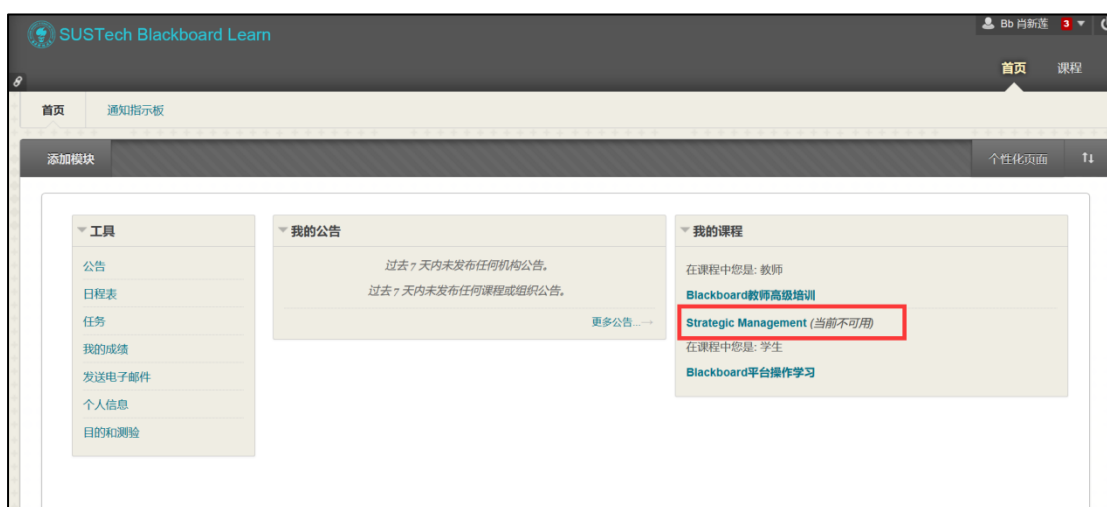 SUSTech Blackboard Learn
Bb 肖新莲 3
首页 课程
首页 通知指示板
添加模块 个性化页面
工具
公告
日程表
任务
我的成绩
发送电子邮件
个人信息
目的和测验
我的公告
过去 7 天内未发布任何机构公告。
过去 7 天内未发布任何课程或组织公告。
更多公告...→
我的课程
在课程中您是: 教师
Blackboard教师高级培训
Strategic Management (当前不可用)
在课程中您是: 学生
Blackboard平台操作学习